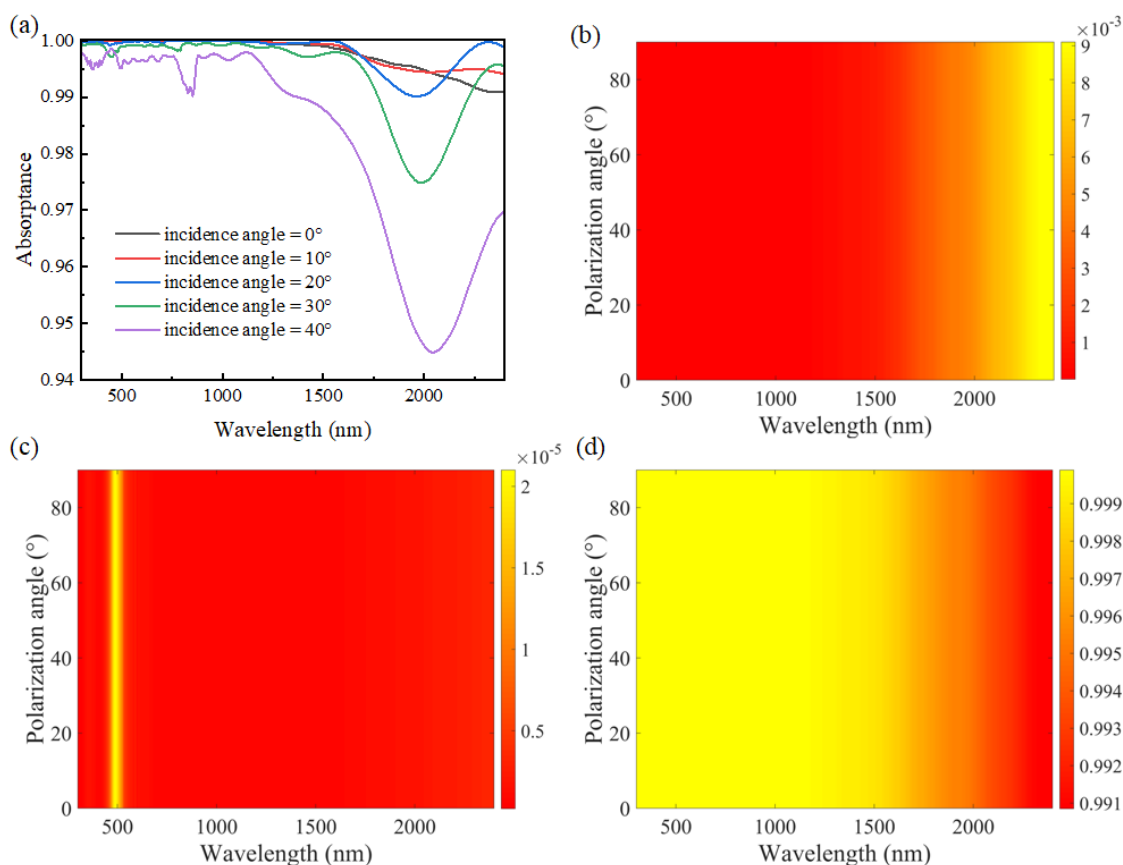 (a)
1.00
0.99
0.98
0.97
0.96
0.95
0.94
Absorptance
incidence angle = 0°
incidence angle = 10°
incidence angle = 20°
incidence angle = 30°
incidence angle = 40°
500 1000 1500 2000
Wavelength (nm)
(b)
×10⁻³
80
60
40
20
0
Polarization angle (°)
500 1000 1500 2000
Wavelength (nm)
9
8
7
6
5
4
3
2
1
(c)
×10⁻⁵
80
60
40
20
0
Polarization angle (°)
500 1000 1500 2000
Wavelength (nm)
2
1.5
1
0.5
(d)
80
60
40
20
0
Polarization angle (°)
500 1000 1500 2000
Wavelength (nm)
0.999
0.998
0.997
0.996
0.995
0.994
0.993
0.992
0.991